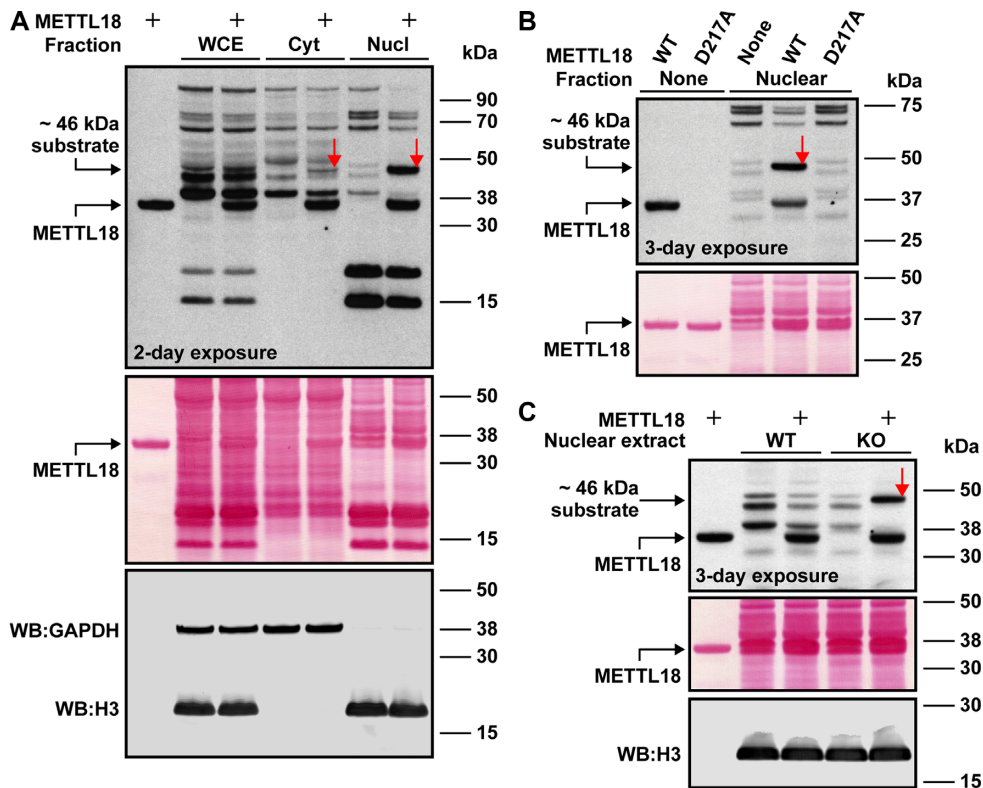 A
METTL18 + + + +
Fraction WCE Cyt Nucl
kDa
90
70
~ 46 kDa
substrate
50
38
METTL18
30
15
2-day exposure
50
METTL18
38
30
15
50
WB:GAPDH
38
30
WB:H3
15
B
METTL18 WT D217A None WT D217A
Fraction None Nuclear
kDa
75
~ 46 kDa
substrate
50
METTL18
37
3-day exposure
25
50
METTL18
37
25
C
METTL18 + + +
Nuclear extract WT KO
kDa
~ 46 kDa
substrate
50
38
METTL18
30
3-day exposure
50
38
METTL18
30
30
WB:H3
15